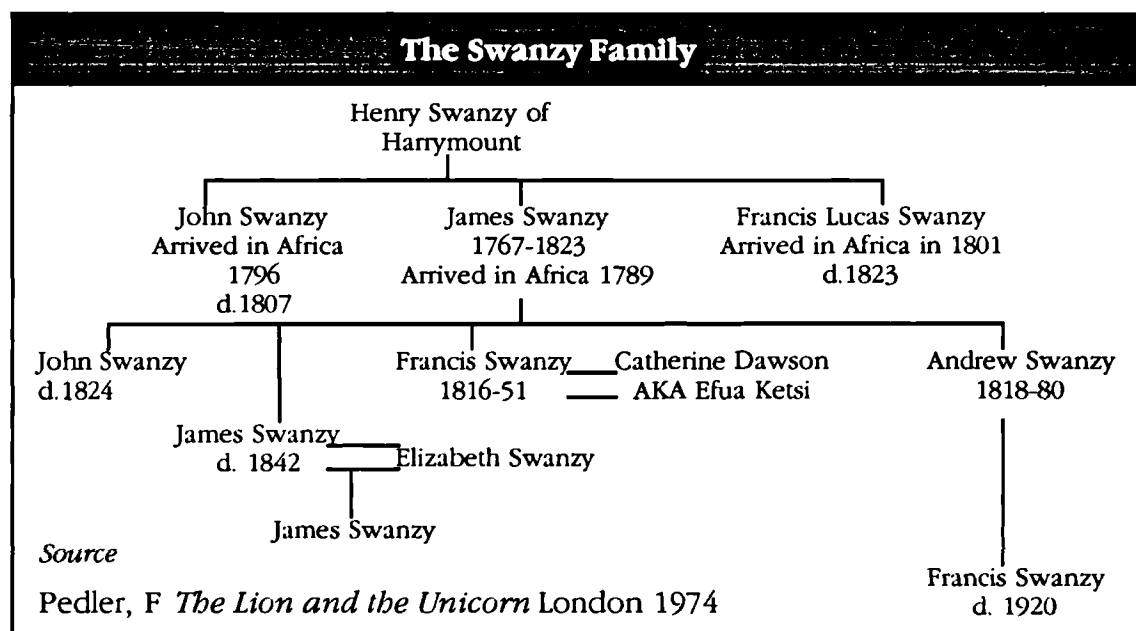 The Swanzy Family
Henry Swanzy of
Harrymount
John Swanzy
Arrived in Africa
1796
d.1807
James Swanzy
1767-1823
Arrived in Africa 1789
Francis Lucas Swanzy
Arrived in Africa in 1801
d.1823
John Swanzy
d.1824
Francis Swanzy
1816-51
Catherine Dawson
AKA Efua Ketsi
Andrew Swanzy
1818-80
James Swanzy
d. 1842
Elizabeth Swanzy
James Swanzy
Francis Swanzy
d. 1920
Source
Pedler, F The Lion and the Unicorn London 1974